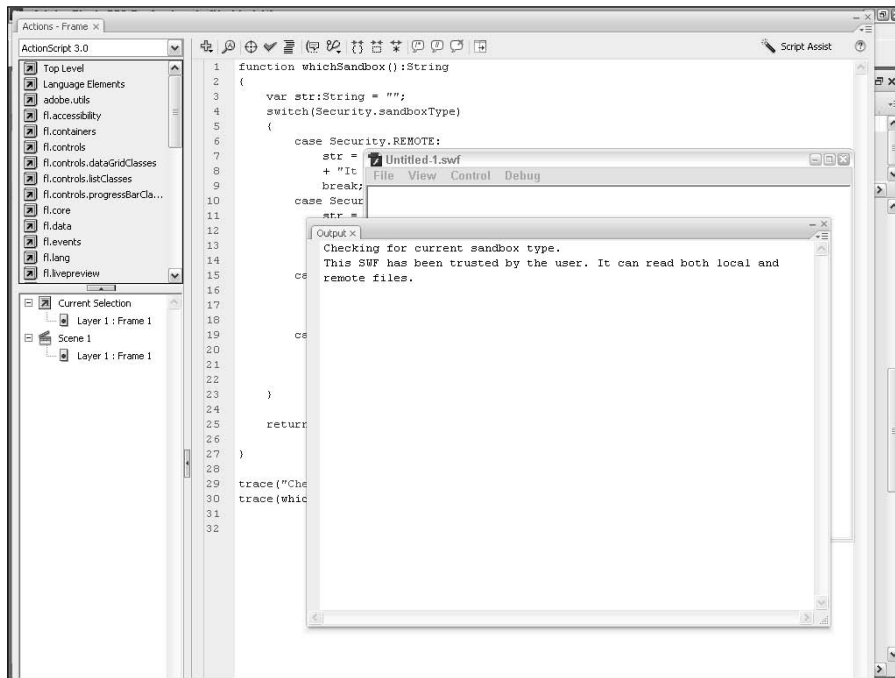 Actions - Frame ×
ActionScript 3.0
Script Assist
Top Level
Language Elements
adobe.utils
fl.accessibility
fl.containers
fl.controls
fl.controls.dataGridClasses
fl.controls.listClasses
fl.controls.progressBarCla...
fl.core
fl.data
fl.events
fl.lang
fl.livepreview
Current Selection
Layer 1 : Frame 1
Scene 1
Layer 1 : Frame 1
1 function whichSandbox():String
2 {
3 var str:String = "";
4 switch(Security.sandboxType)
5 {
6 case Security.REMOTE:
7 str =
8 + "It
9 break;
10 case Secur
11 str =
12
13
14
15 ca
16
17
18
19 ca
20
21
22
23 }
24
25 return
26
27 }
28
29 trace("Che
30 trace(whic
31
32
Untitled-1.swf
File View Control Debug
Output ×
Checking for current sandbox type.
This SWF has been trusted by the user. It can read both local and
remote files.